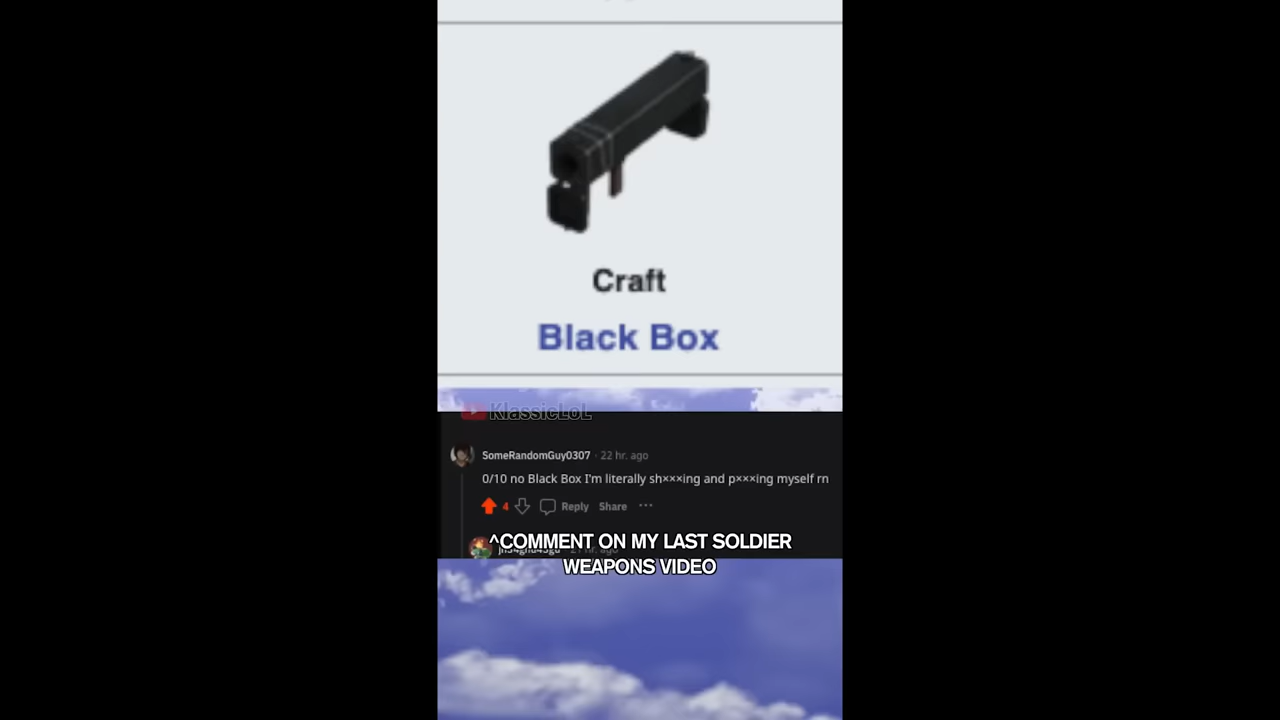 Craft
Black Box
KlassicLoL
SomeRandomGuy0307 · 22 hr. ago
0/10 no Black Box I'm literally sh×××ing and p×××ing myself rn
4 Reply Share ...
^COMMENT ON MY LAST SOLDIER
WEAPONS VIDEO